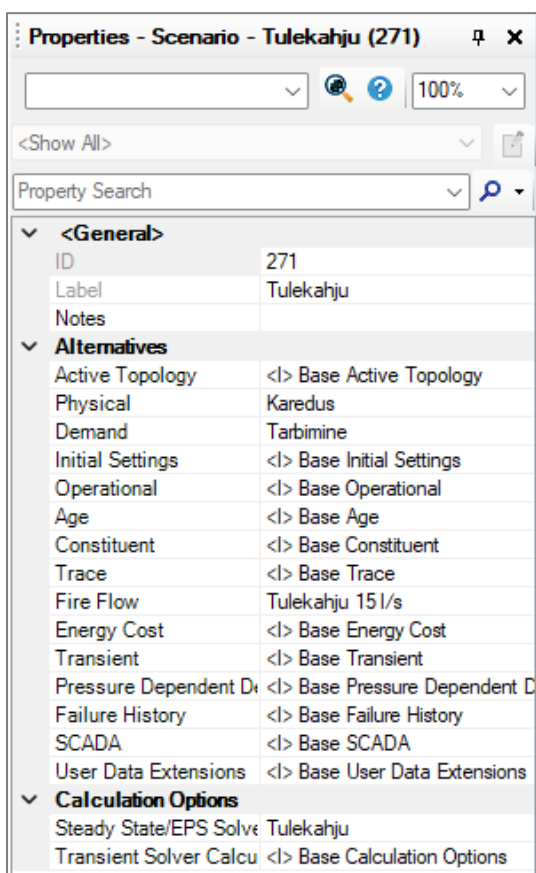 Properties - Scenario - Tulekahju (271)
100%
<Show All>
Property Search
<General>
ID 271
Label Tulekahju
Notes
Alternatives
Active Topology <I> Base Active Topology
Physical Karedus
Demand Tarbimine
Initial Settings <I> Base Initial Settings
Operational <I> Base Operational
Age <I> Base Age
Constituent <I> Base Constituent
Trace <I> Base Trace
Fire Flow Tulekahju 15 l/s
Energy Cost <I> Base Energy Cost
Transient <I> Base Transient
Pressure Dependent De <I> Base Pressure Dependent D
Failure History <I> Base Failure History
SCADA <I> Base SCADA
User Data Extensions <I> Base User Data Extensions
Calculation Options
Steady State/EPS Solve Tulekahju
Transient Solver Calcu <I> Base Calculation Options